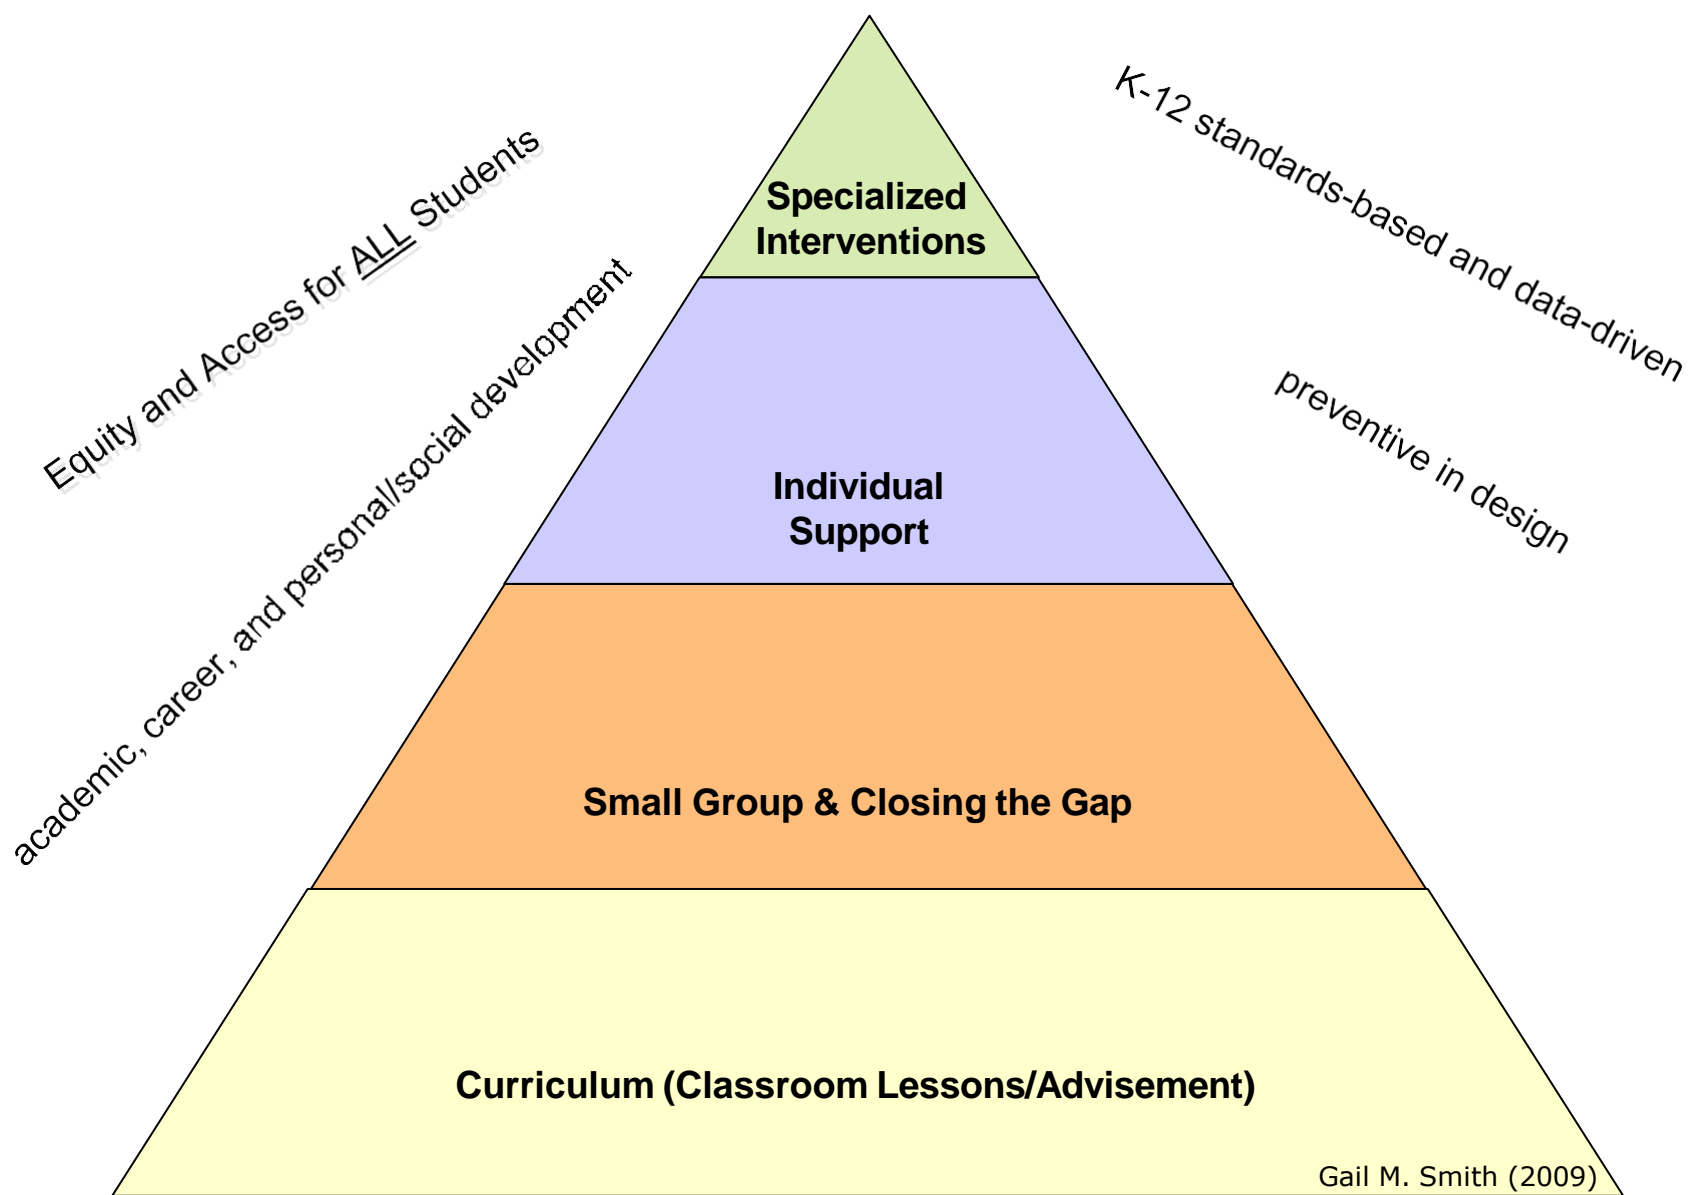 Equity and Access for ALL Students
academic, career, and personal/social development
K-12 standards-based and data-driven
preventive in design
Specialized
Interventions
Individual
Support
Small Group & Closing the Gap
Curriculum (Classroom Lessons/Advisement)
Gail M. Smith (2009)